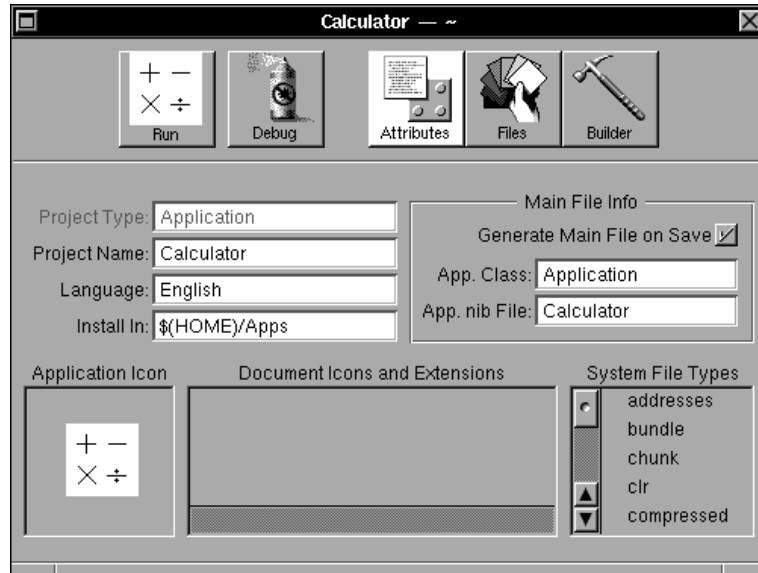 Calculator — ~
Run
Debug
Attributes
Files
Builder
Project Type: Application
Project Name: Calculator
Language: English
Install In: $(HOME)/Apps
Main File Info
Generate Main File on Save
App. Class: Application
App. nib File: Calculator
Application Icon
Document Icons and Extensions
System File Types
addresses
bundle
chunk
clr
compressed